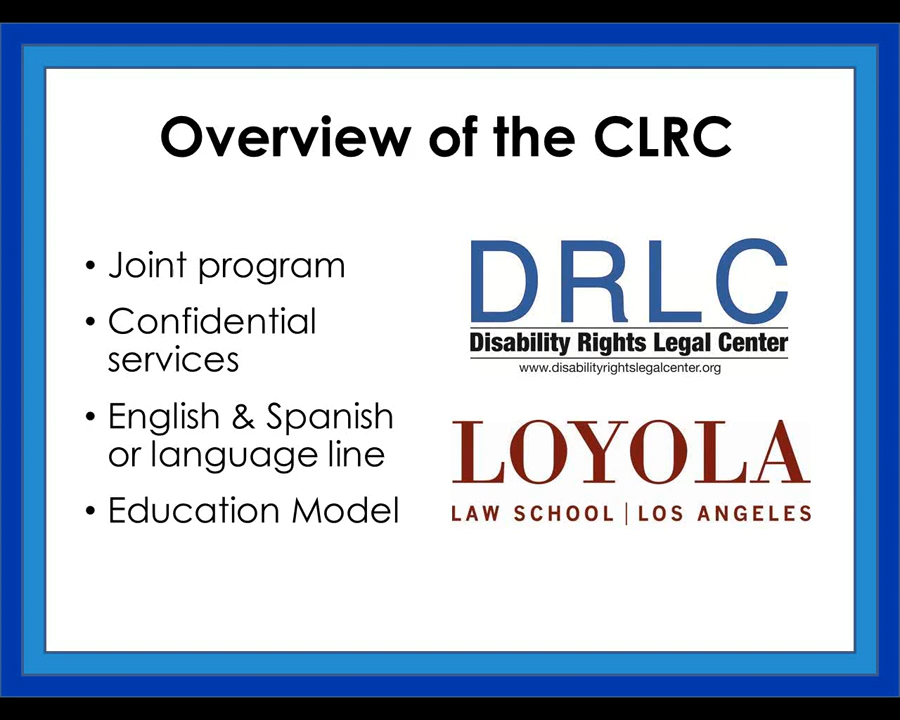 Overview of the CLRC
• Joint program
• Confidential
services
• English & Spanish
or language line
• Education Model
DRLC
Disability Rights Legal Center
www.disabilityrightslegalcenter.org
LOYOLA
LAW SCHOOL | LOS ANGELES